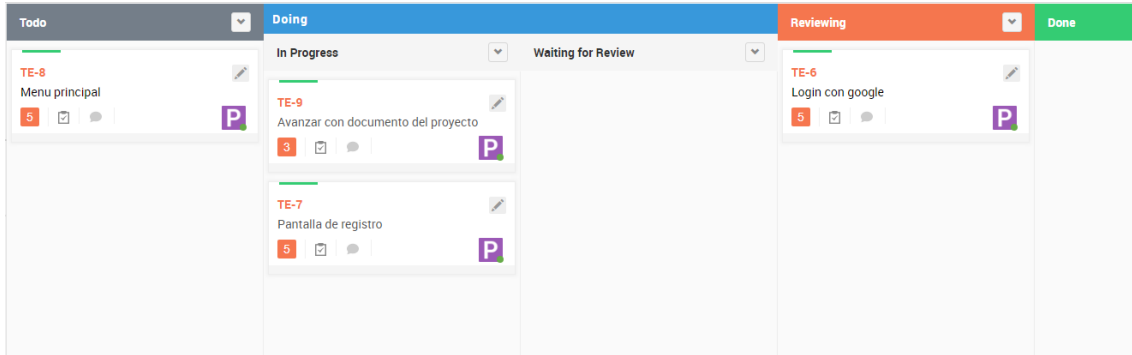 Todo
Doing
Reviewing
Done
In Progress
Waiting for Review
TE-8
Menu principal
5
P
TE-9
Avanzar con documento del proyecto
3
P
TE-7
Pantalla de registro
5
P
TE-6
Login con google
5
P